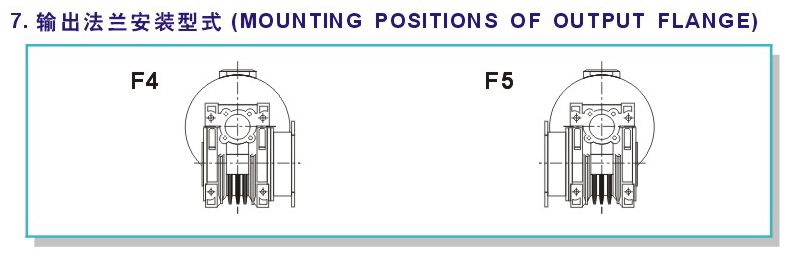 7. 输出法兰安装型式 (MOUNTING POSITIONS OF OUTPUT FLANGE)
F4
F5